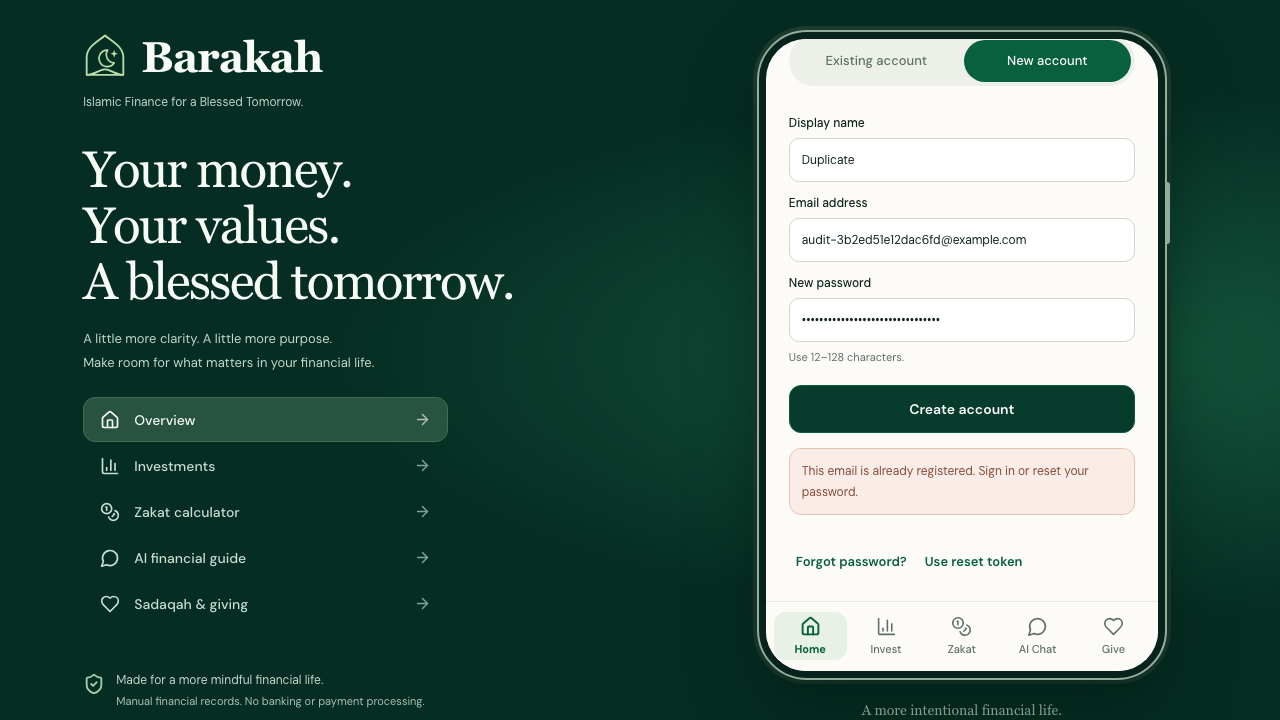 Barakah
Islamic Finance for a Blessed Tomorrow.
Your money.
Your values.
A blessed tomorrow.
A little more clarity. A little more purpose.
Make room for what matters in your financial life.
Overview
Investments
Zakat calculator
AI financial guide
Sadaqah & giving
Made for a more mindful financial life.
Manual financial records. No banking or payment processing.
Existing account
New account
Display name
Duplicate
Email address
audit-3b2ed51e12dac6fd@example.com
New password
••••••••••••••••••••••••••••••••
Use 12–128 characters.
Create account
This email is already registered. Sign in or reset your
password.
Forgot password?
Use reset token
Home
Invest
Zakat
AI Chat
Give
A more intentional financial life.